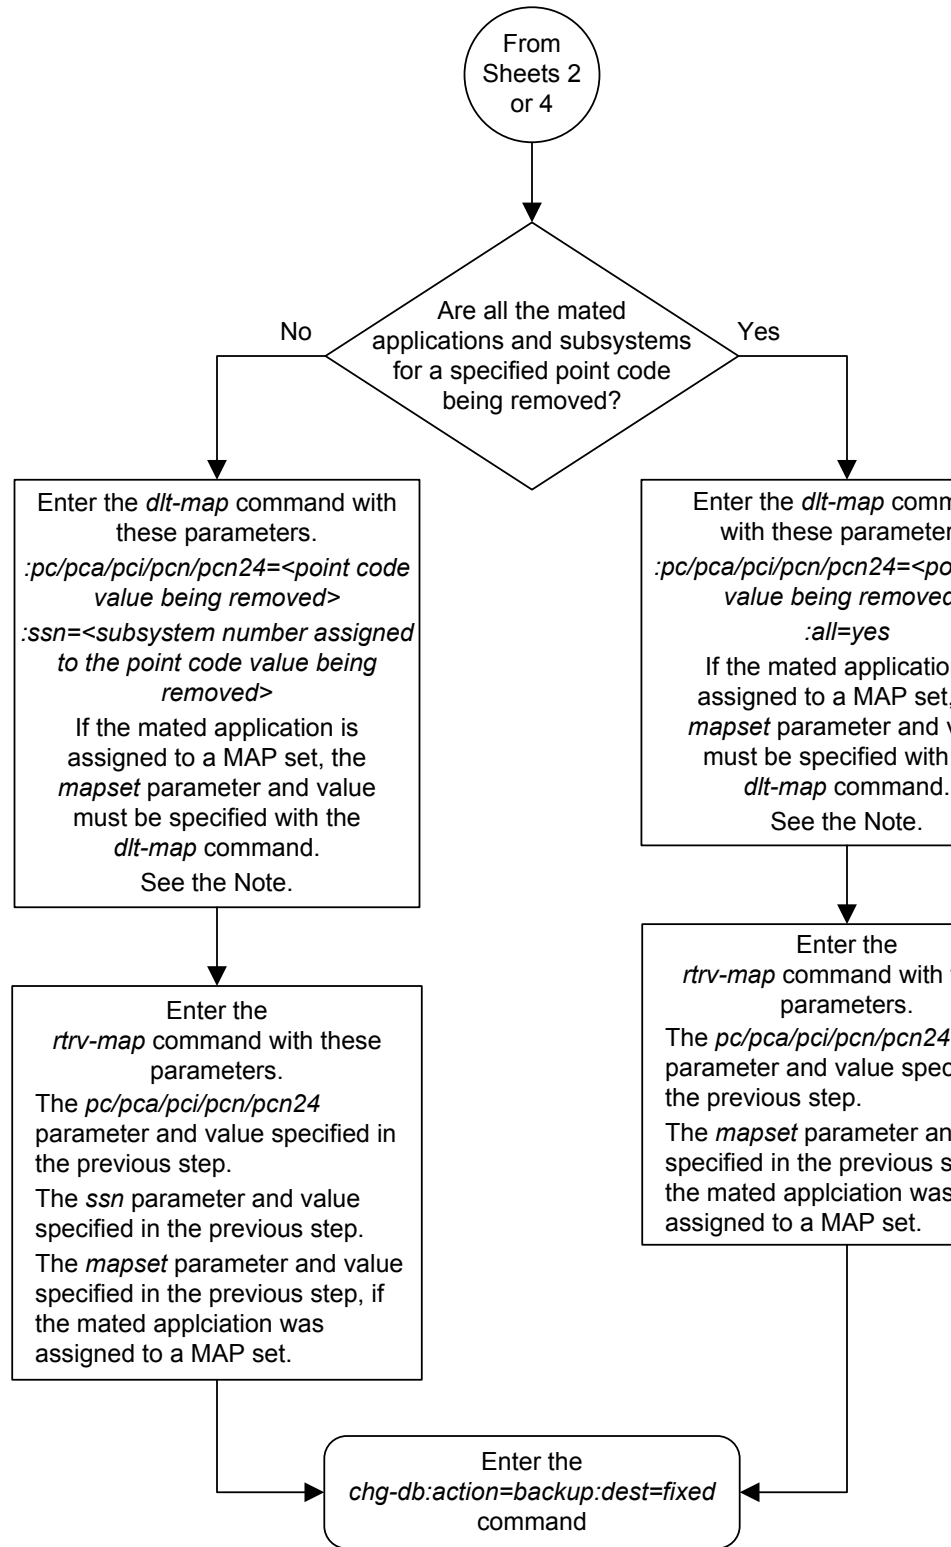 From
Sheets 2
or 4
Are all the mated
applications and subsystems
for a specified point code
being removed?
No
Yes
Enter the dlt-map command with
these parameters.
:pc/pca/pci/pcn/pcn24=<point code
value being removed>
:ssn=<subsystem number assigned
to the point code value being
removed>
If the mated application is
assigned to a MAP set, the
mapset parameter and value
must be specified with the
dlt-map command.
See the Note.
Enter the
rtrv-map command with these
parameters.
The pc/pca/pci/pcn/pcn24
parameter and value specified in
the previous step.
The ssn parameter and value
specified in the previous step.
The mapset parameter and value
specified in the previous step, if
the mated applciation was
assigned to a MAP set.
Enter the dlt-map
with these
:pc/pca/pci/pcn/pcn24=
value being
:all=yes
If the mated
assigned to a MAP set,
mapset parameter and
must be specified with
dlt-map command.
See the Note.
Enter the
rtrv-map command with
parameters.
The pc/pca/pci/pcn/pcn24
parameter and value
the previous step.
The mapset parameter
specified in the previous
the mated applciation was
assigned to a MAP set.
Enter the
chg-db:action=backup:dest=fixed
command